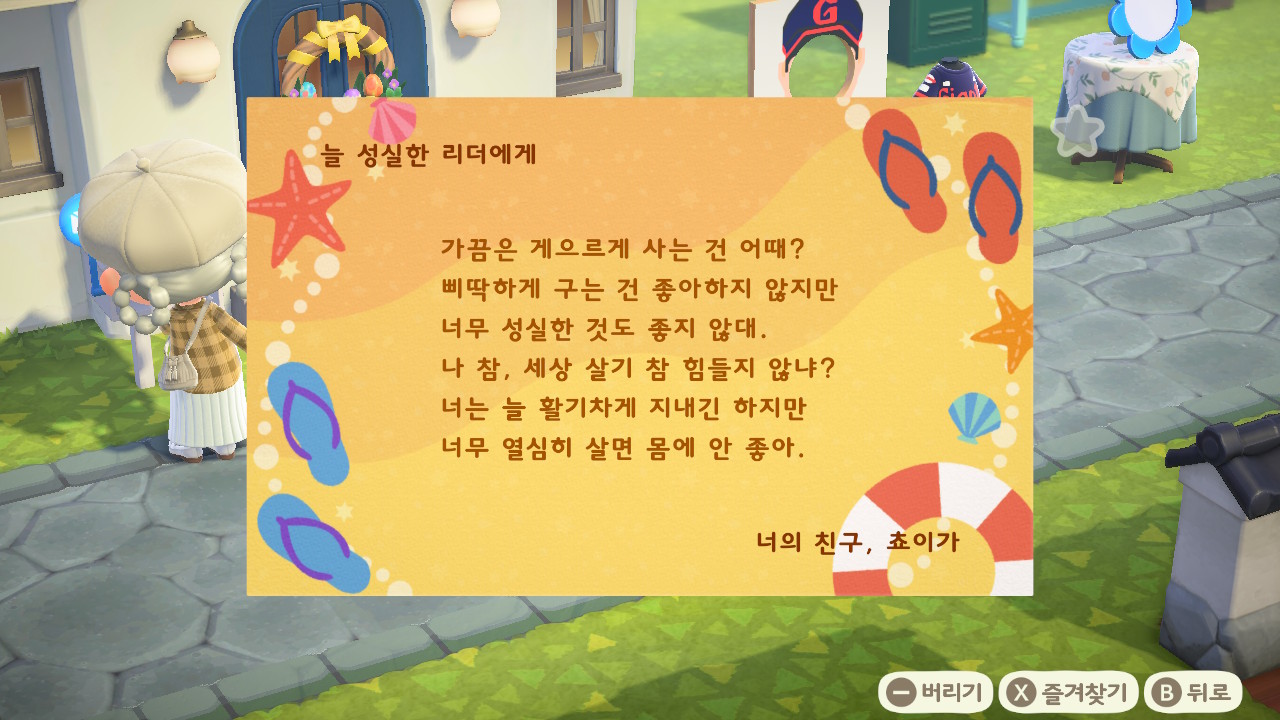 G
Gian
늘 성실한 리더에게
가끔은 게으르게 사는 건 어때?
삐딱하게 구는 건 좋아하지 않지만
너무 성실한 것도 좋지 않대.
나 참, 세상 살기 참 힘들지 않냐?
너는 늘 활기차게 지내긴 하지만
너무 열심히 살면 몸에 안 좋아.
너의 친구, 쵸이가
버리기 X 즐겨찾기 B 뒤로